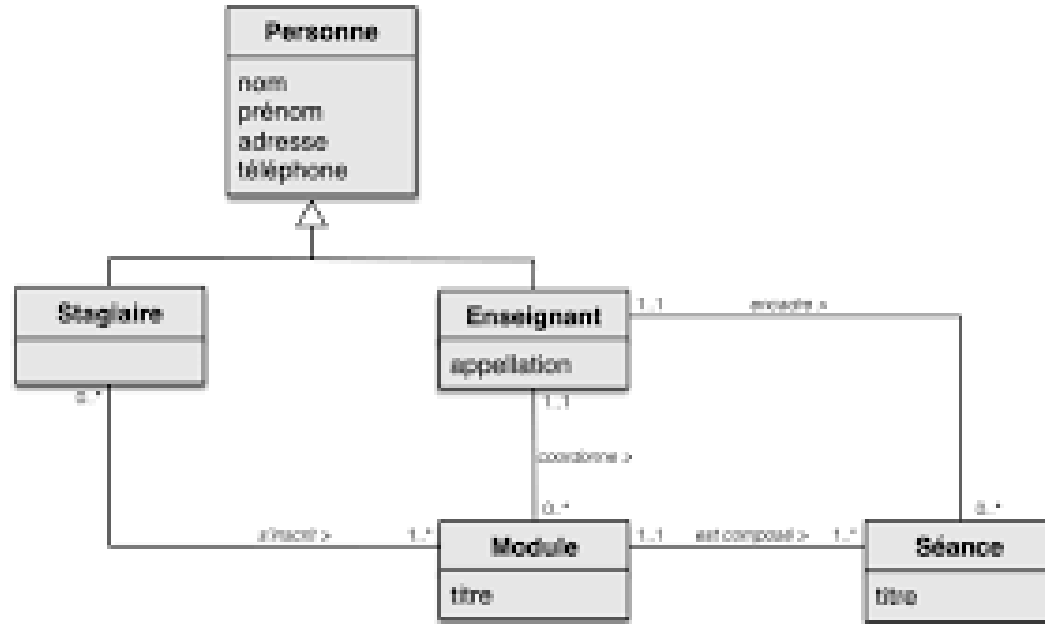 Personne
nom
prénom
adresse
téléphone
Stagiaire
Enseignant
1..1
encadre >
appellation
0..*
1..1
coordonne >
0..*
0..*
s'inscrit >
1..*
Module
1..1
est composé >
1..*
Séance
titre
titre